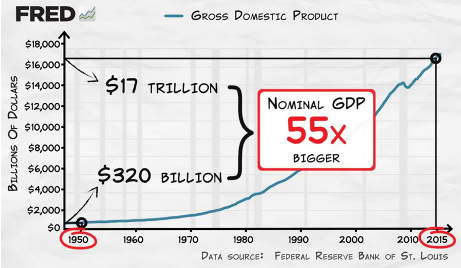 FRED
GROSS DOMESTIC PRODUCT
BILLIONS OF DOLLARS
$18,000
$16,000
$14,000
$12,000
$10,000
$8,000
$6,000
$4,000
$2,000
$0
$17 TRILLION
$320 BILLION
NOMINAL GDP
55X
BIGGER
1950
1960
1970
1980
1990
2000
2010
2015
DATA SOURCE: FEDERAL RESERVE BANK OF ST. LOUIS